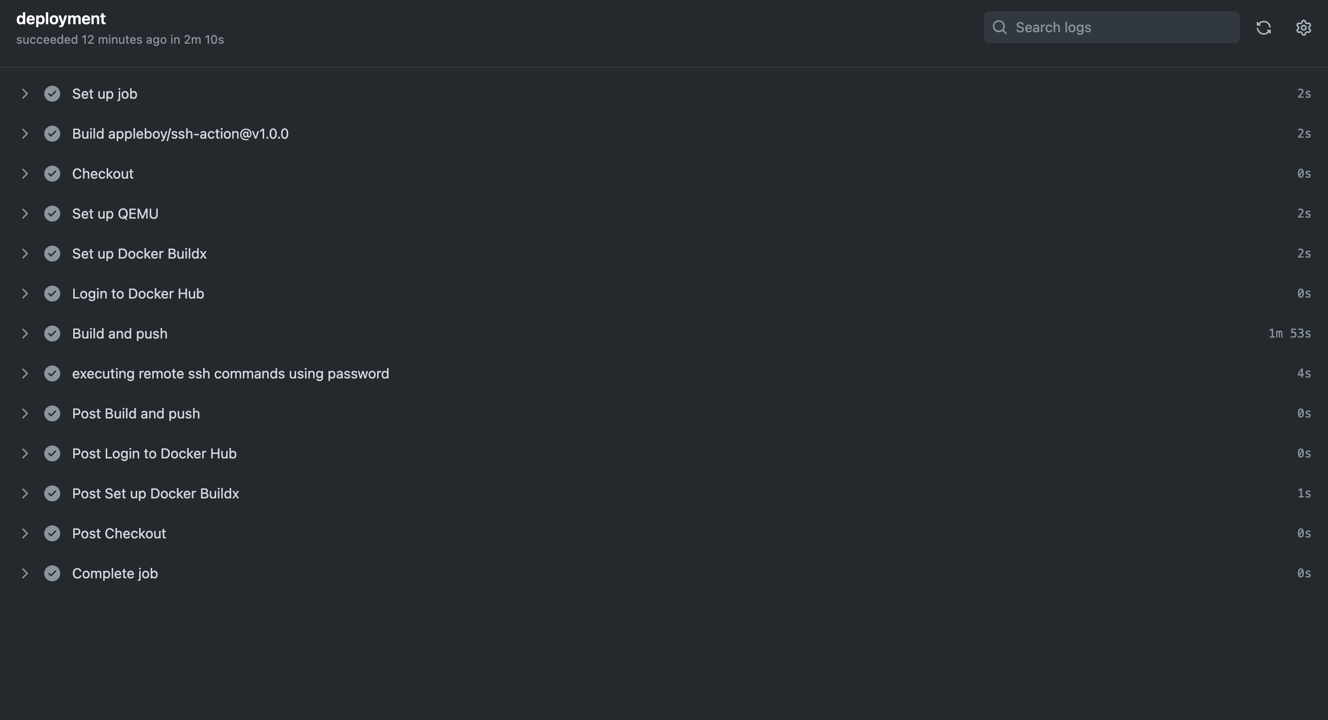 deployment
succeeded 12 minutes ago in 2m 10s
Search logs
Set up job 2s
Build appleboy/ssh-action@v1.0.0 2s
Checkout 0s
Set up QEMU 2s
Set up Docker Buildx 2s
Login to Docker Hub 0s
Build and push 1m 53s
executing remote ssh commands using password 4s
Post Build and push 0s
Post Login to Docker Hub 0s
Post Set up Docker Buildx 1s
Post Checkout 0s
Complete job 0s